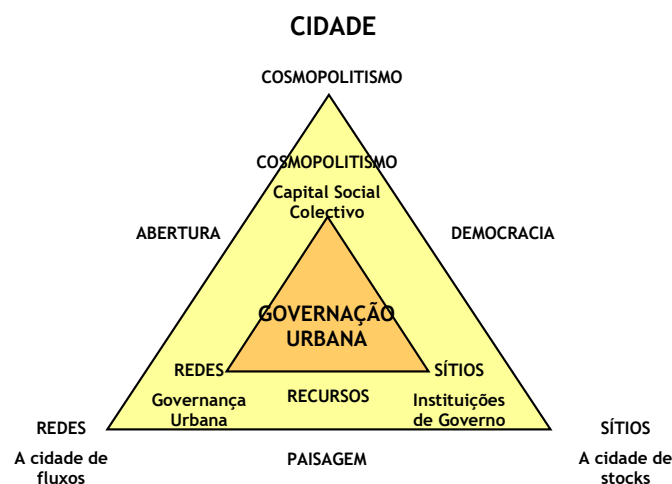 CIDADE
COSMOPOLITISMO
COSMOPOLITISMO
Capital Social
Colectivo
ABERTURA
DEMOCRACIA
GOVERNAÇÃO
URBANA
REDES
SÍTIOS
RECURSOS
Governança
Urbana
Instituições
de Governo
REDES
SÍTIOS
A cidade de
fluxos
PAISAGEM
A cidade de
stocks